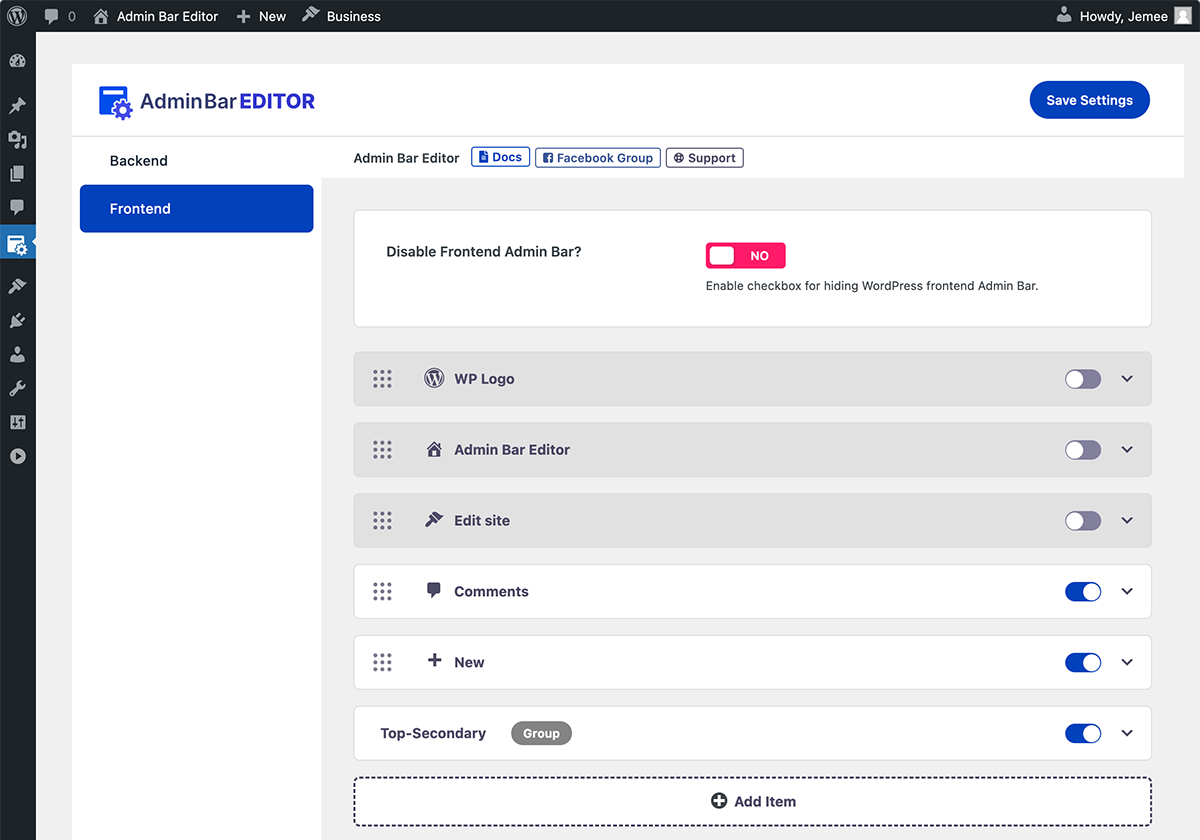 0 Admin Bar Editor New Business Howdy, Jemee
Admin Bar EDITOR
Save Settings
Backend
Frontend
Admin Bar Editor Docs Facebook Group Support
Disable Frontend Admin Bar?
NO
Enable checkbox for hiding WordPress frontend Admin Bar.
WP Logo
Admin Bar Editor
Edit site
Comments
New
Top-Secondary Group
Add Item